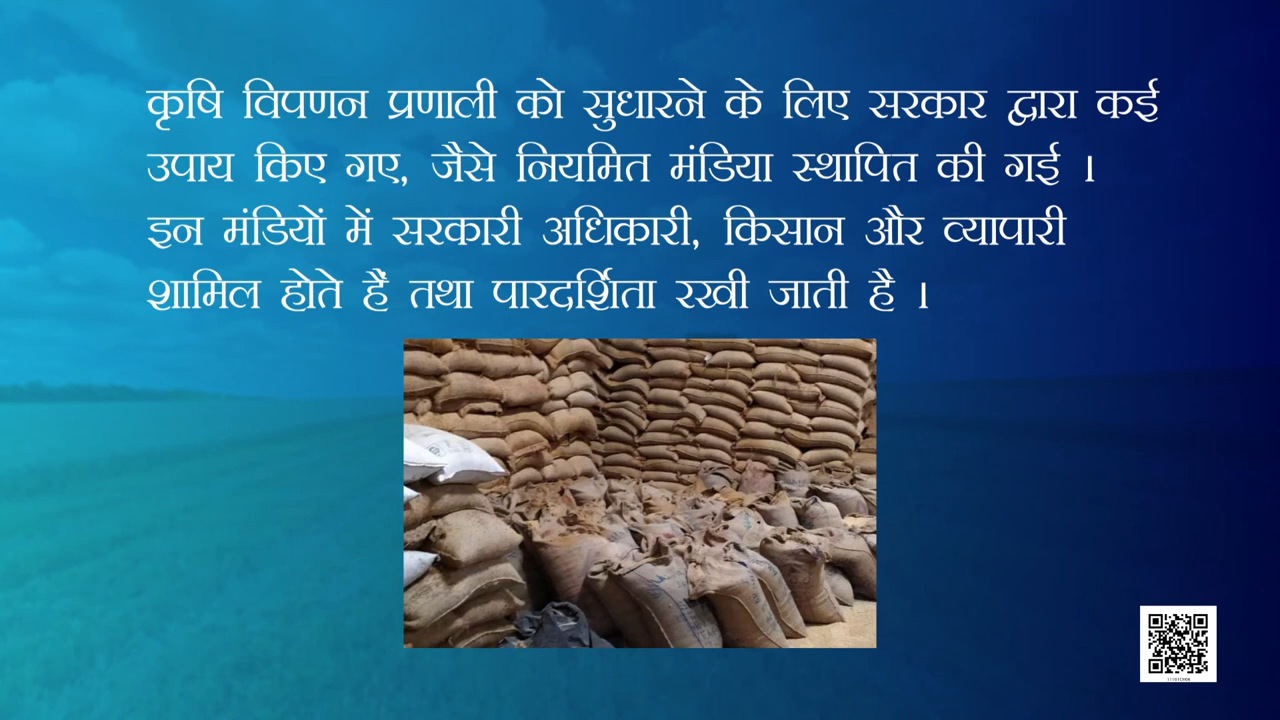 कृषि विपणन प्रणाली को सुधारने के लिए सरकार द्वारा कई
उपाय किए गए, जैसे नियमित मंडिया स्थापित की गई ।
इन मंडियों में सरकारी अधिकारी, किसान और व्यापारी
शामिल होते हैं तथा पारदर्शिता रखी जाती है ।